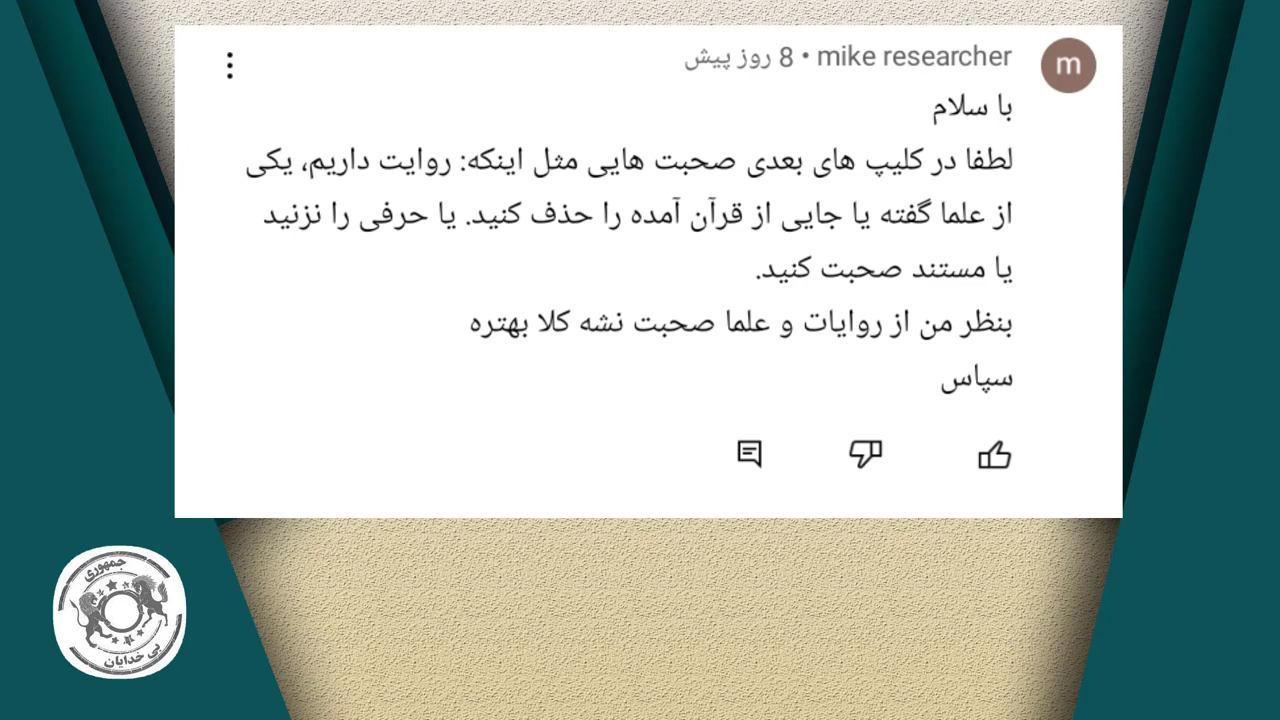 mike researcher • 8 روز پیش
m
با سلام
لطفا در کلیپ های بعدی صحبت هایی مثل اینکه: روایت داریم، یکی
از علما گفته یا جایی از قرآن آمده را حذف کنید. یا حرفی را نزنید
یا مستند صحبت کنید.
بنظر من از روایات و علما صحبت نشه کلا بهتره
سپاس
جمهوری
بی خدایان